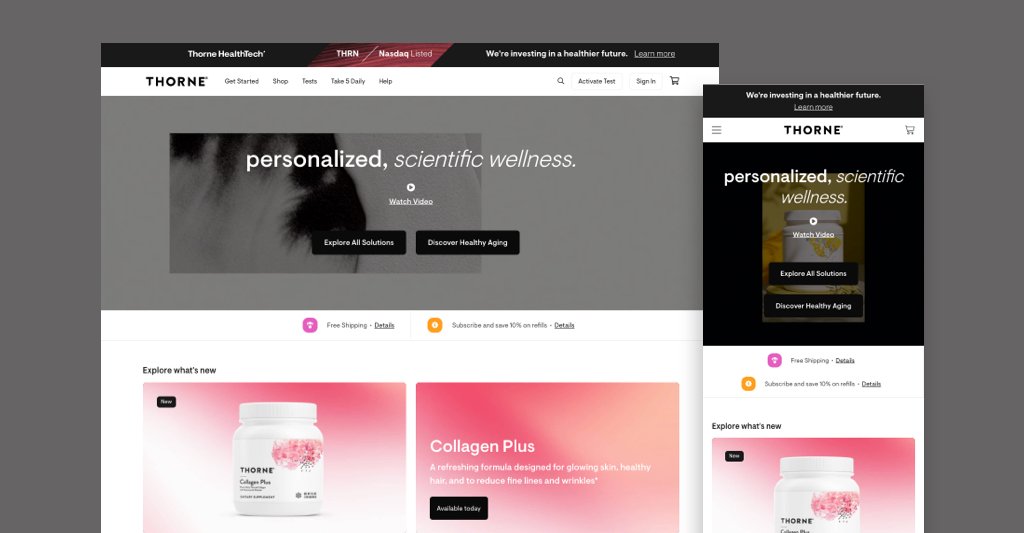 Thorne HealthTech'
THRN
Nasdaq Listed
We're investing in a healthier future. Learn more
THORNE®
Get Started
Shop
Tests
Take 5 Daily
Help
Activate Test
Sign In
personalized, scientific wellness.
Watch Video
Explore All Solutions
Discover Healthy Aging
Free Shipping • Details
Subscribe and save 10% on refills • Details
Explore what's new
New
THORNE
Collagen Plus
DIETARY SUPPLEMENT
Collagen Plus
A refreshing formula designed for glowing skin, healthy
hair, and to reduce fine lines and wrinkles*
Available today
We're investing in a healthier future.
Learn more
THORNE®
personalized, scientific
wellness.
Watch Video
Explore All Solutions
Discover Healthy Aging
Free Shipping • Details
Subscribe and save 10% on refills • Details
Explore what's new
New
THORNE
Collagen Plus